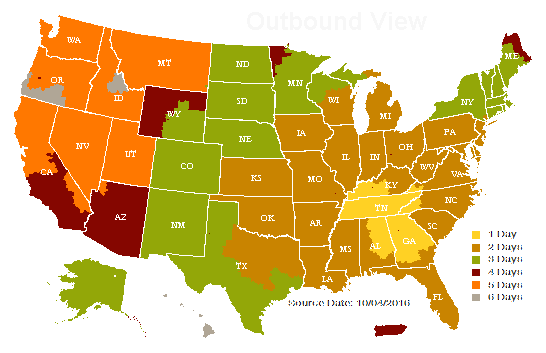 Outbound View
WA
MT
ND
MN
ME
OR
ID
WY
SD
WI
MI
NY
NV
UT
CO
NE
IA
IL
IN
OH
PA
CA
AZ
NM
KS
MO
KY
WV
VA
OK
AR
TN
NC
TX
LA
MS
AL
GA
SC
FL
1 Day
2 Days
3 Days
4 Days
5 Days
6 Days
Source Date: 10/04/2016